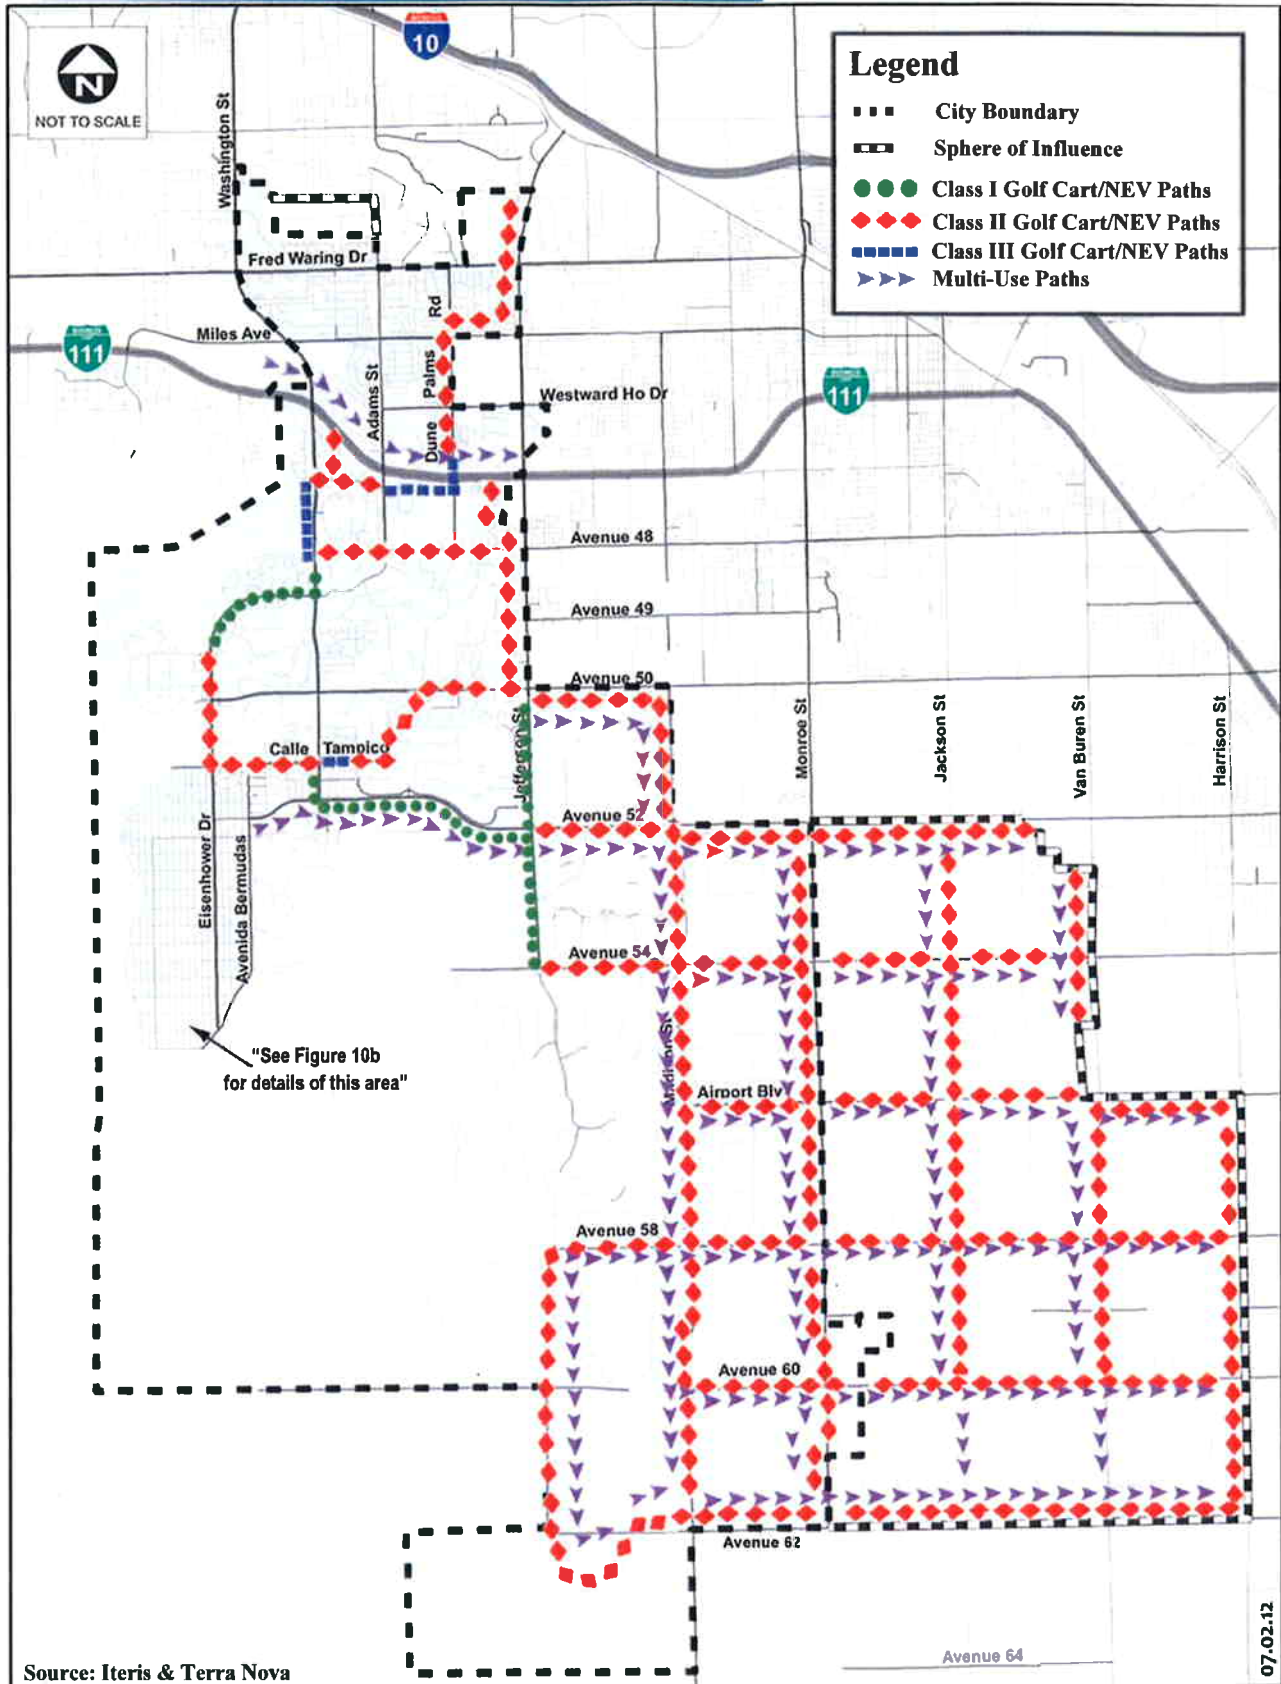 N
NOT TO SCALE
10
Legend
City Boundary
Sphere of Influence
Class I Golf Cart/NEV Paths
Class II Golf Cart/NEV Paths
Class III Golf Cart/NEV Paths
Multi-Use Paths
Washington St
Fred Waring Dr
Miles Ave
111
Adams St
Dune Palms Rd
Westward Ho Dr
111
Avenue 48
Avenue 49
Avenue 50
Calle Tampico
Jefferson St
Monroe St
Jackson St
Van Buren St
Harrison St
Avenue 52
Eisenhower Dr
Avenida Bermudas
Avenue 54
Madison St
"See Figure 10b
for details of this area"
Airport Blv
Avenue 58
Avenue 60
Avenue 62
Avenue 64
Source: Iteris & Terra Nova
07.02.12